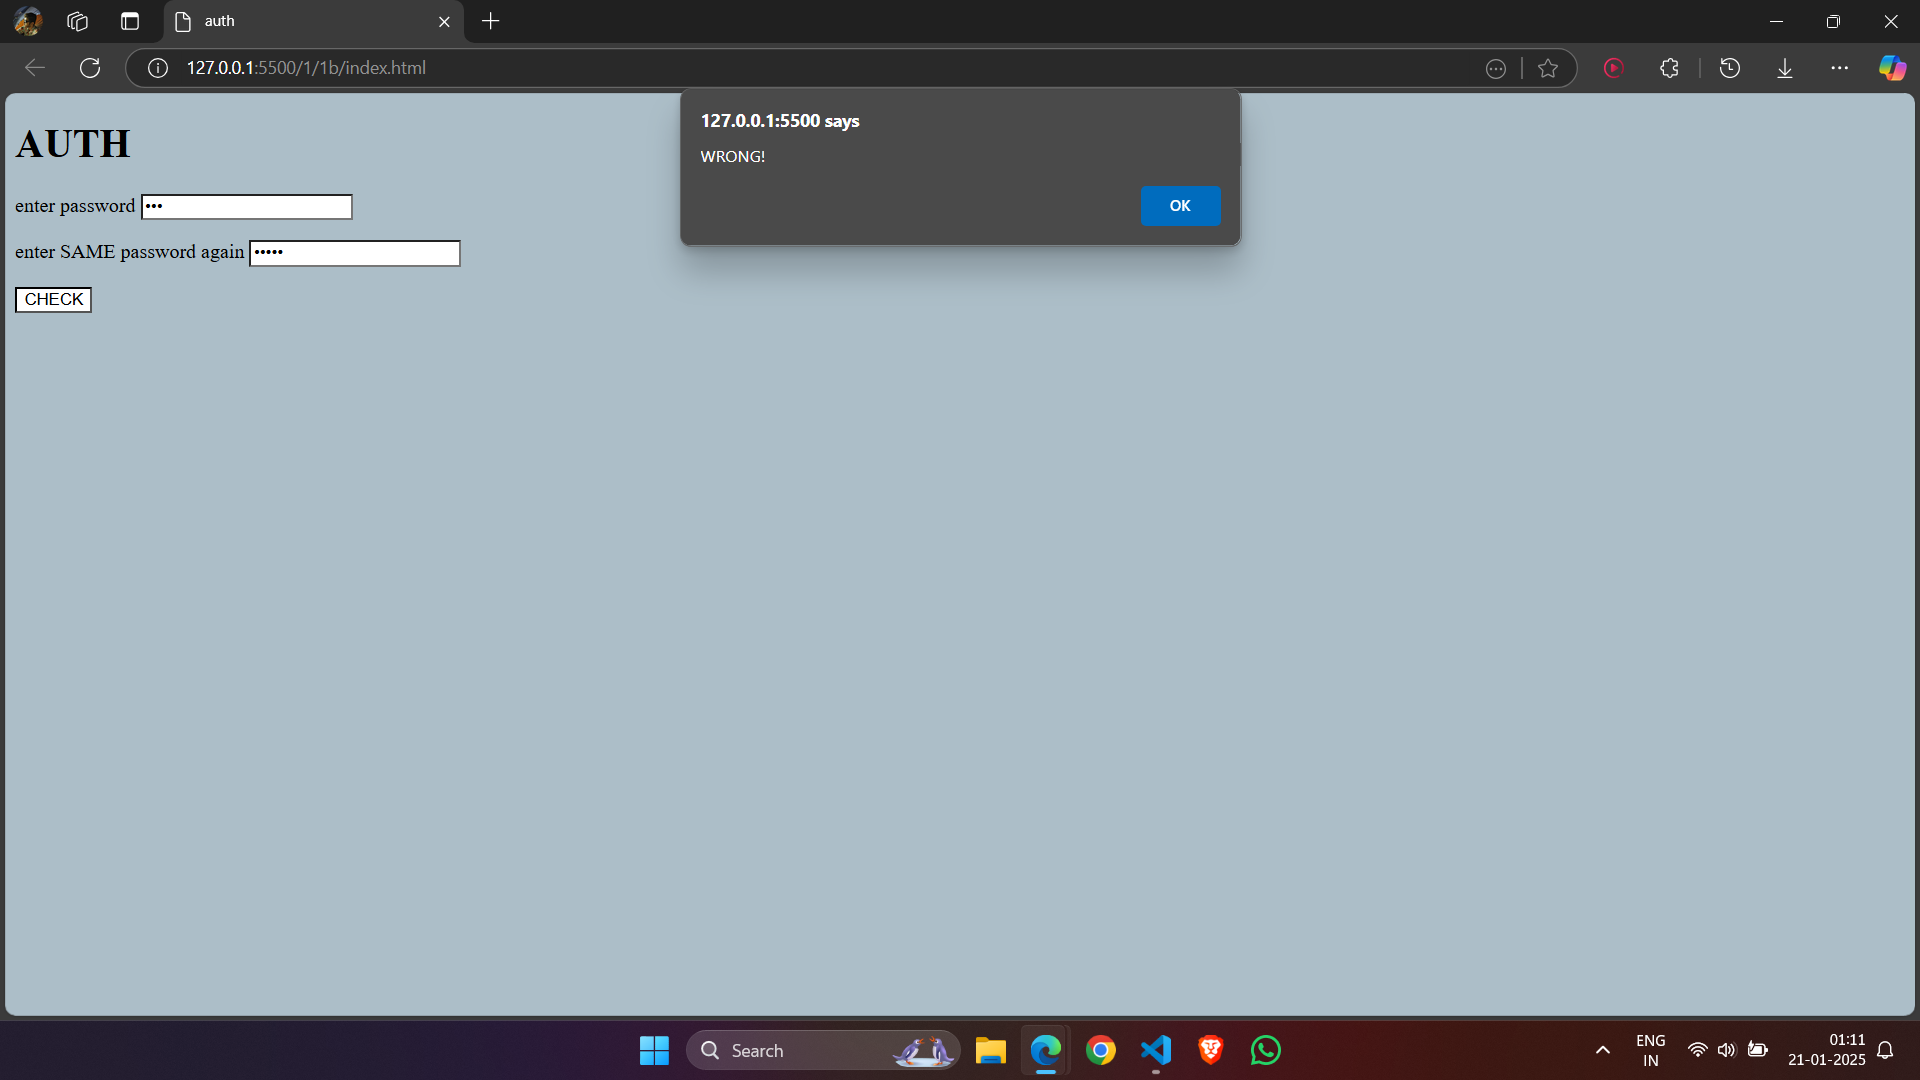 auth
127.0.0.1:5500/1/1b/index.html
127.0.0.1:5500 says
WRONG!
OK
AUTH
enter password •••
enter SAME password again •••••
CHECK
Search
ENG
IN
01:11
21-01-2025